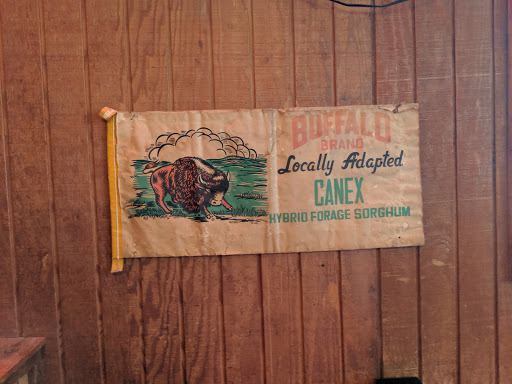 BUFFALO
BRAND
Locally Adapted
CANEX
HYBRID FORAGE SORGHUM